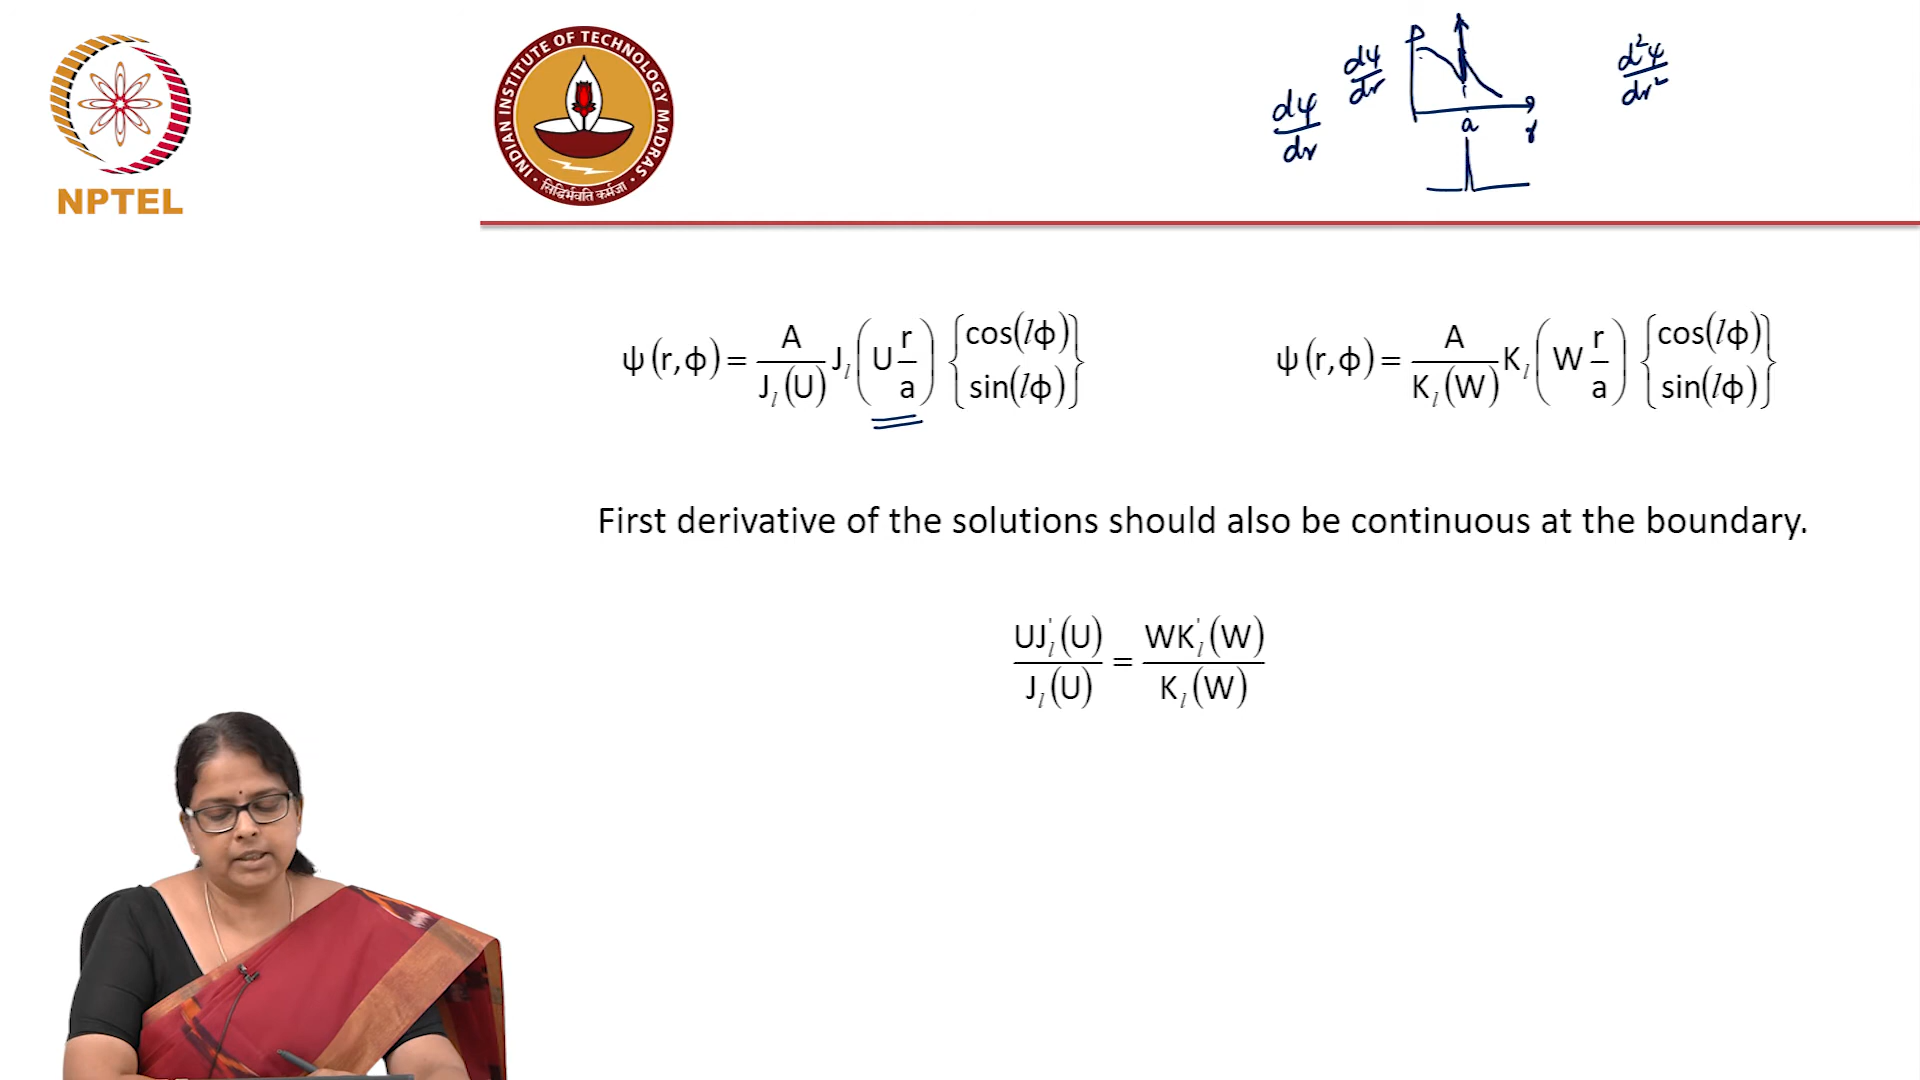 NPTEL
INDIAN INSTITUTE OF TECHNOLOGY MADRAS
सिद्धिर्भवति कर्मजा
dψ/dr
dψ/dr
a
r
d²ψ/dr²
ψ(r,ϕ) = A/J_l(U) J_l(U r/a) {cos(lϕ) sin(lϕ)}
ψ(r,ϕ) = A/K_l(W) K_l(W r/a) {cos(lϕ) sin(lϕ)}
First derivative of the solutions should also be continuous at the boundary.
UJ'_l(U)/J_l(U) = WK'_l(W)/K_l(W)